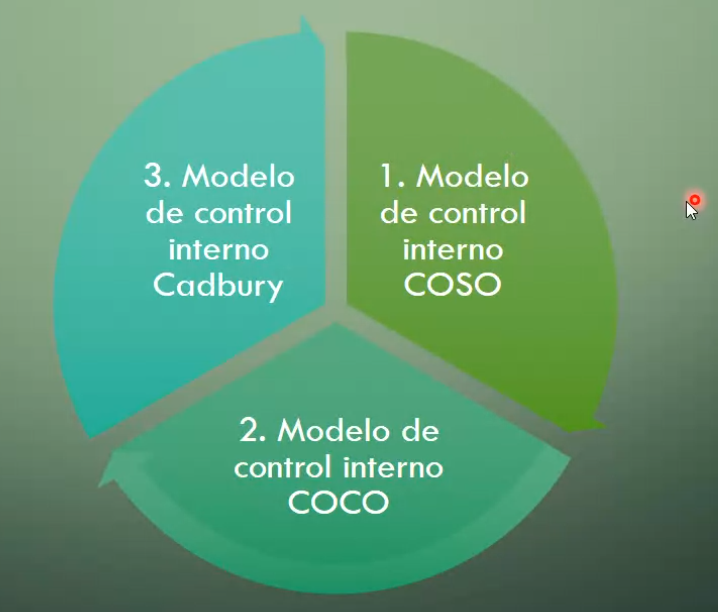 1. Modelo
de control
interno
COSO
2. Modelo de
control interno
COCO
3. Modelo
de control
interno
Cadbury